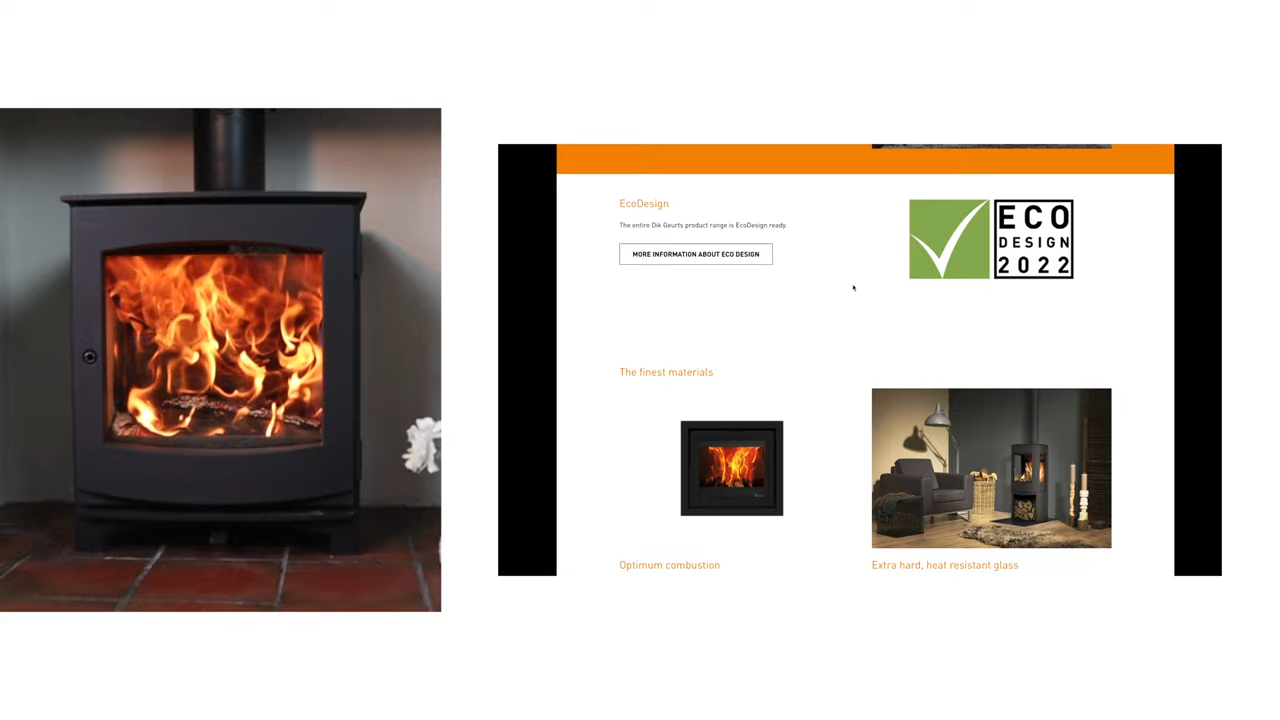 EcoDesign
The entire Dik Geurts product range is EcoDesign ready.
MORE INFORMATION ABOUT ECO DESIGN
ECO
DESIGN
2022
The finest materials
Optimum combustion
Extra hard, heat resistant glass